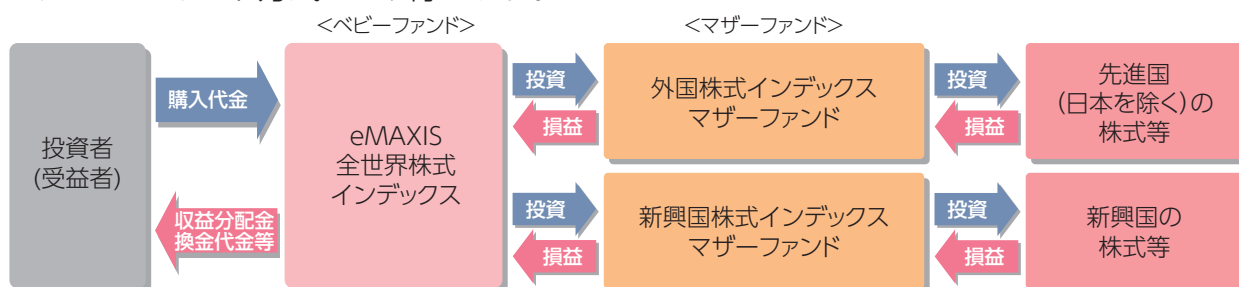 <ベビーファンド>
<マザーファンド>
投資者
(受益者)
購入代金
収益分配金
換金代金等
eMAXIS
全世界株式
インデックス
投資
損益
外国株式インデックス
マザーファンド
投資
損益
先進国
(日本を除く)の
株式等
投資
損益
新興国株式インデックス
マザーファンド
投資
損益
新興国の
株式等